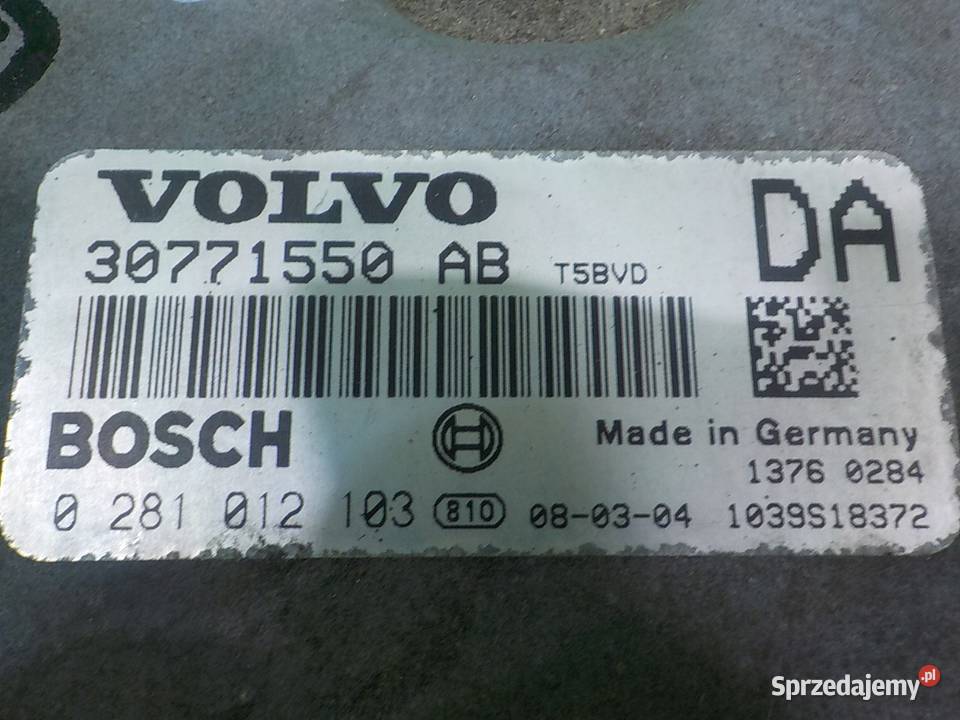 VOLVO
DA
30771550 AB T5BVD
BOSCH
Made in Germany
1376 0284
0 281 012 103 810 08-03-04 1039S18372
Sprzedajemy.pl